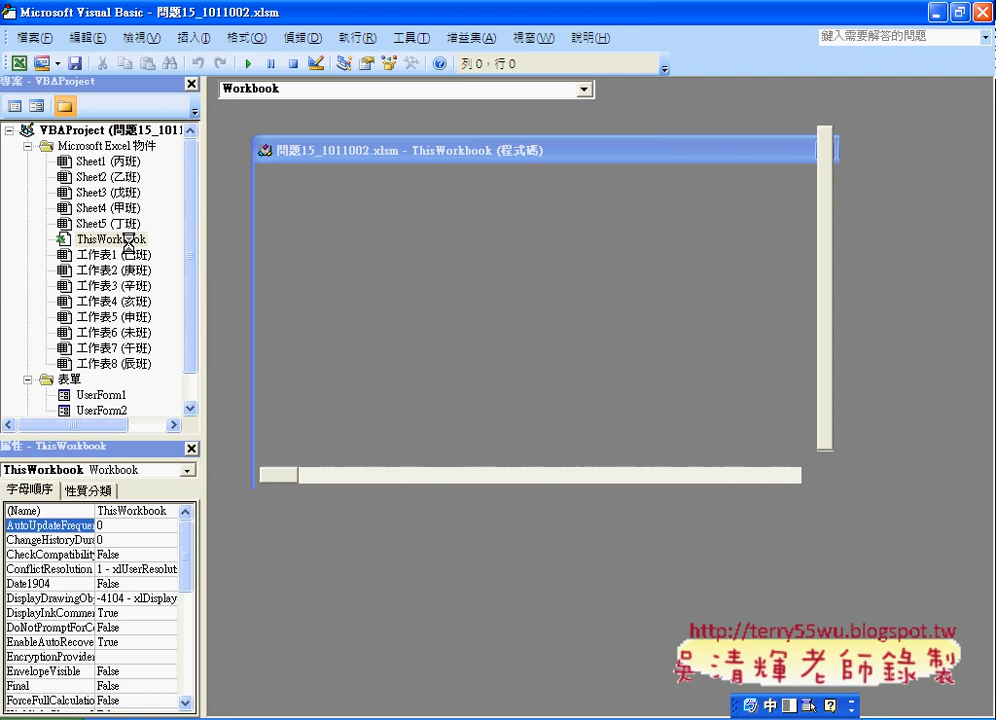 Microsoft Visual Basic - 問題15_1011002.xlsm
檔案(F) 編輯(E) 檢視(V) 插入(I) 格式(O) 偵錯(D) 執行(R) 工具(T) 增益集(A) 視窗(W) 說明(H) 鍵入需要解答的問題
列 0，行 0
專案 - VBAProject
Workbook
VBAProject (問題15_101
Microsoft Excel 物件
Sheet1 (丙班)
Sheet2 (乙班)
Sheet3 (戊班)
Sheet4 (甲班)
Sheet5 (丁班)
ThisWorkbook
工作表1 (己班)
工作表2 (庚班)
工作表3 (辛班)
工作表4 (亥班)
工作表5 (申班)
工作表6 (未班)
工作表7 (午班)
工作表8 (辰班)
表單
UserForm1
UserForm2
問題15_1011002.xlsm - ThisWorkbook (程式碼)
屬性 - ThisWorkbook
ThisWorkbook Workbook
字母順序 性質分類
(Name) ThisWorkbook
AutoUpdateFreque 0
ChangeHistoryDura 0
CheckCompatibilit False
ConflictResolution 1 - xlUserResolut
Date1904 False
DisplayDrawingOb -4104 - xlDisplay
DisplayInkComme True
DoNotPromptForC False
EnableAutoRecove True
EncryptionProvide
EnvelopeVisible False
Final False
ForceFullCalculatio False
http://terry55wu.blogspot.tw
吳清輝老師錄製
中